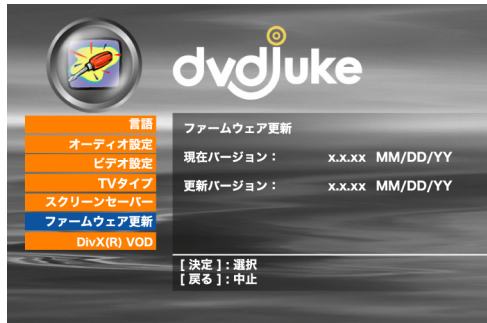 dvdjuke
言語
オーディオ設定
ビデオ設定
TVタイプ
スクリーンセーバー
ファームウェア更新
DivX(R) VOD
ファームウェア更新
現在バージョン： x.x.xx MM/DD/YY
更新バージョン： x.x.xx MM/DD/YY
[ 決定 ] : 選択
[ 戻る ] : 中止